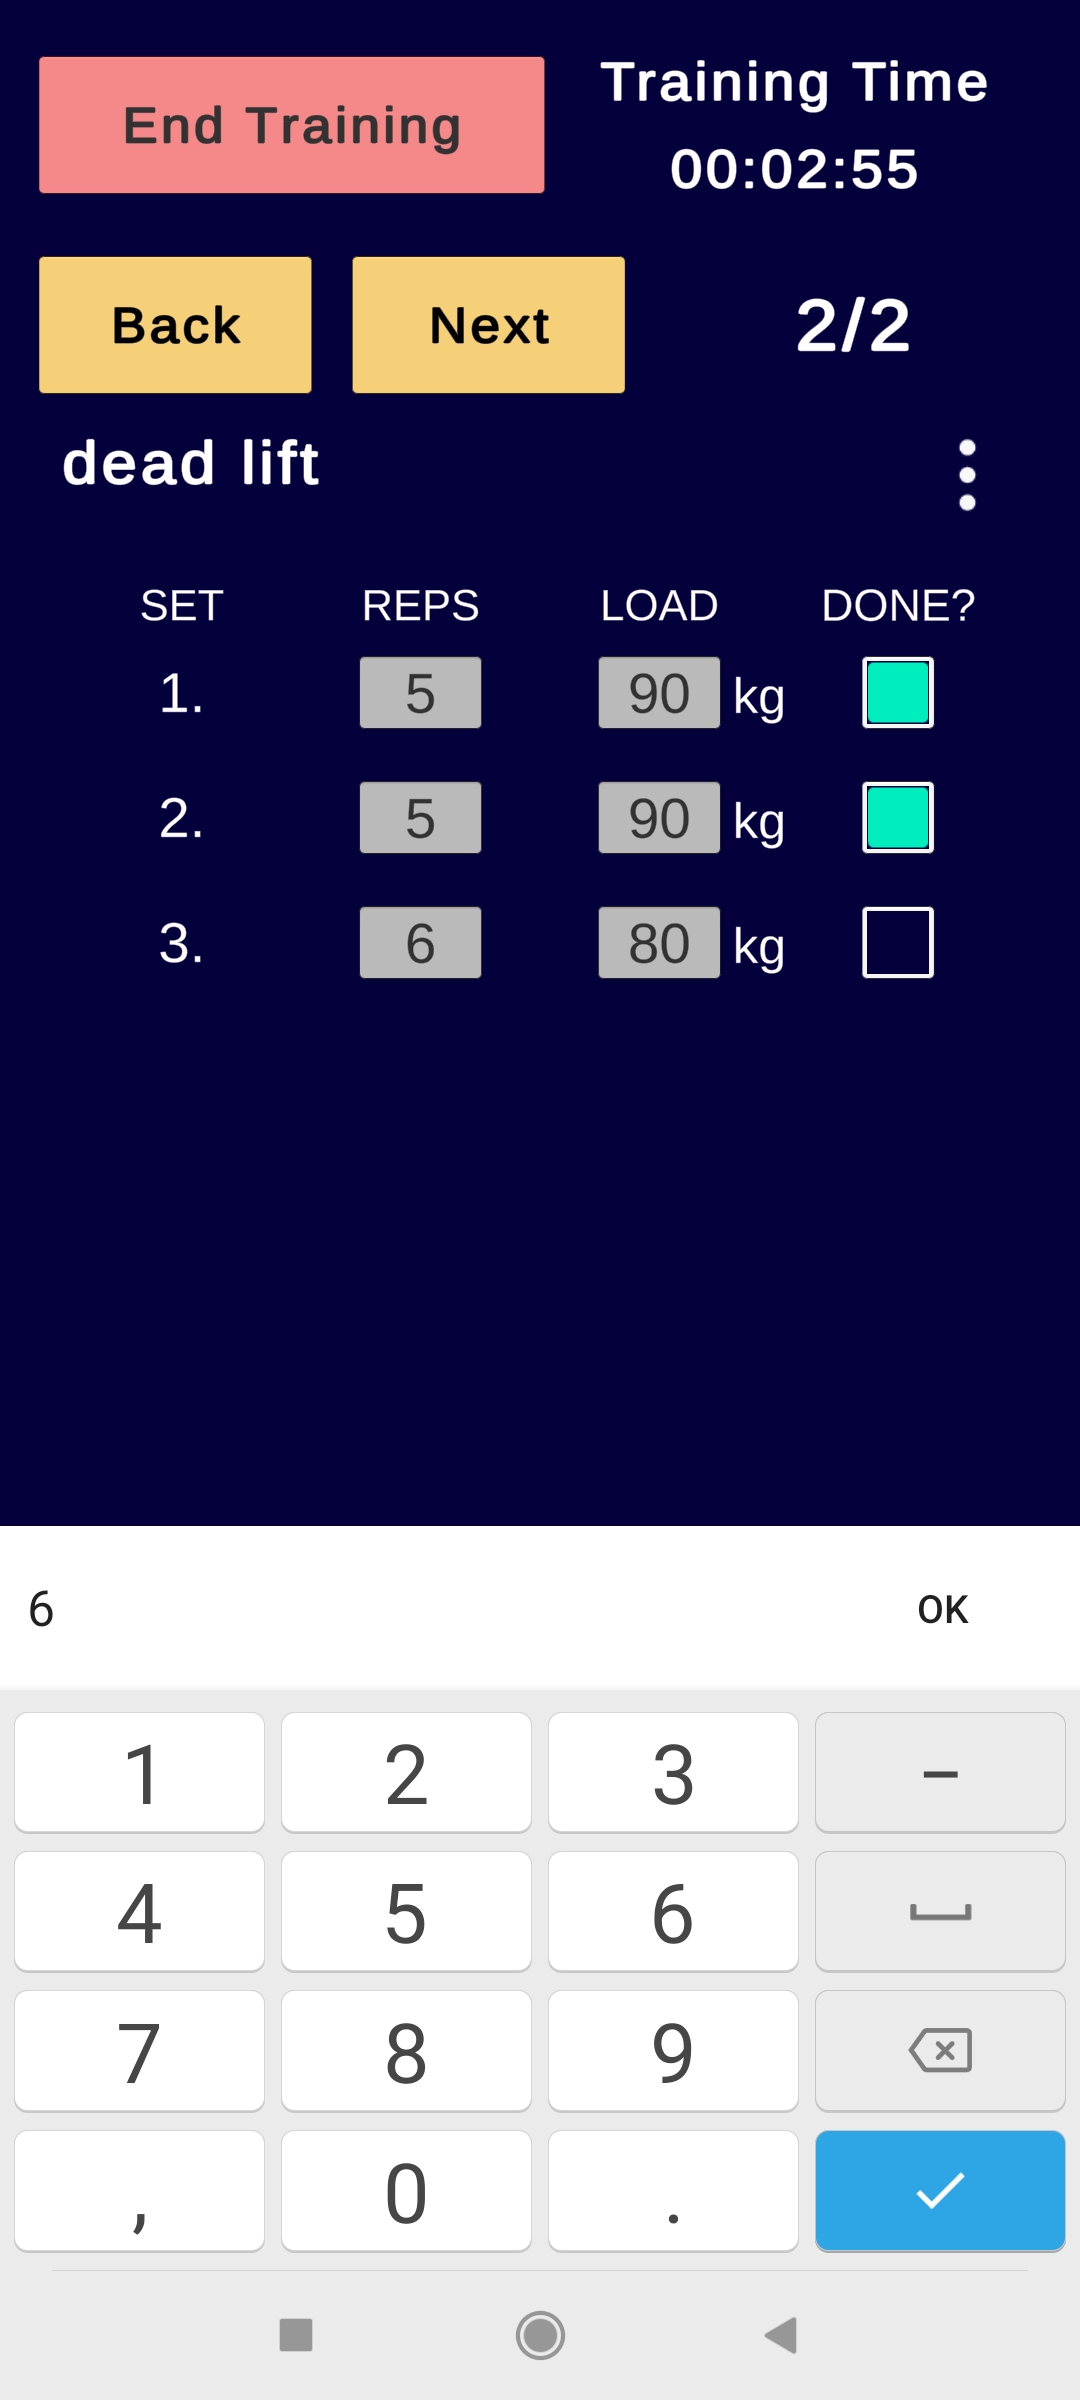 End Training
Training Time
00:02:55
Back
Next
2/2
dead lift
SET REPS LOAD DONE?
1. 5 90 kg
2. 5 90 kg
3. 6 80 kg
6 OK
1 2 3 –
4 5 6
7 8 9
, 0 .